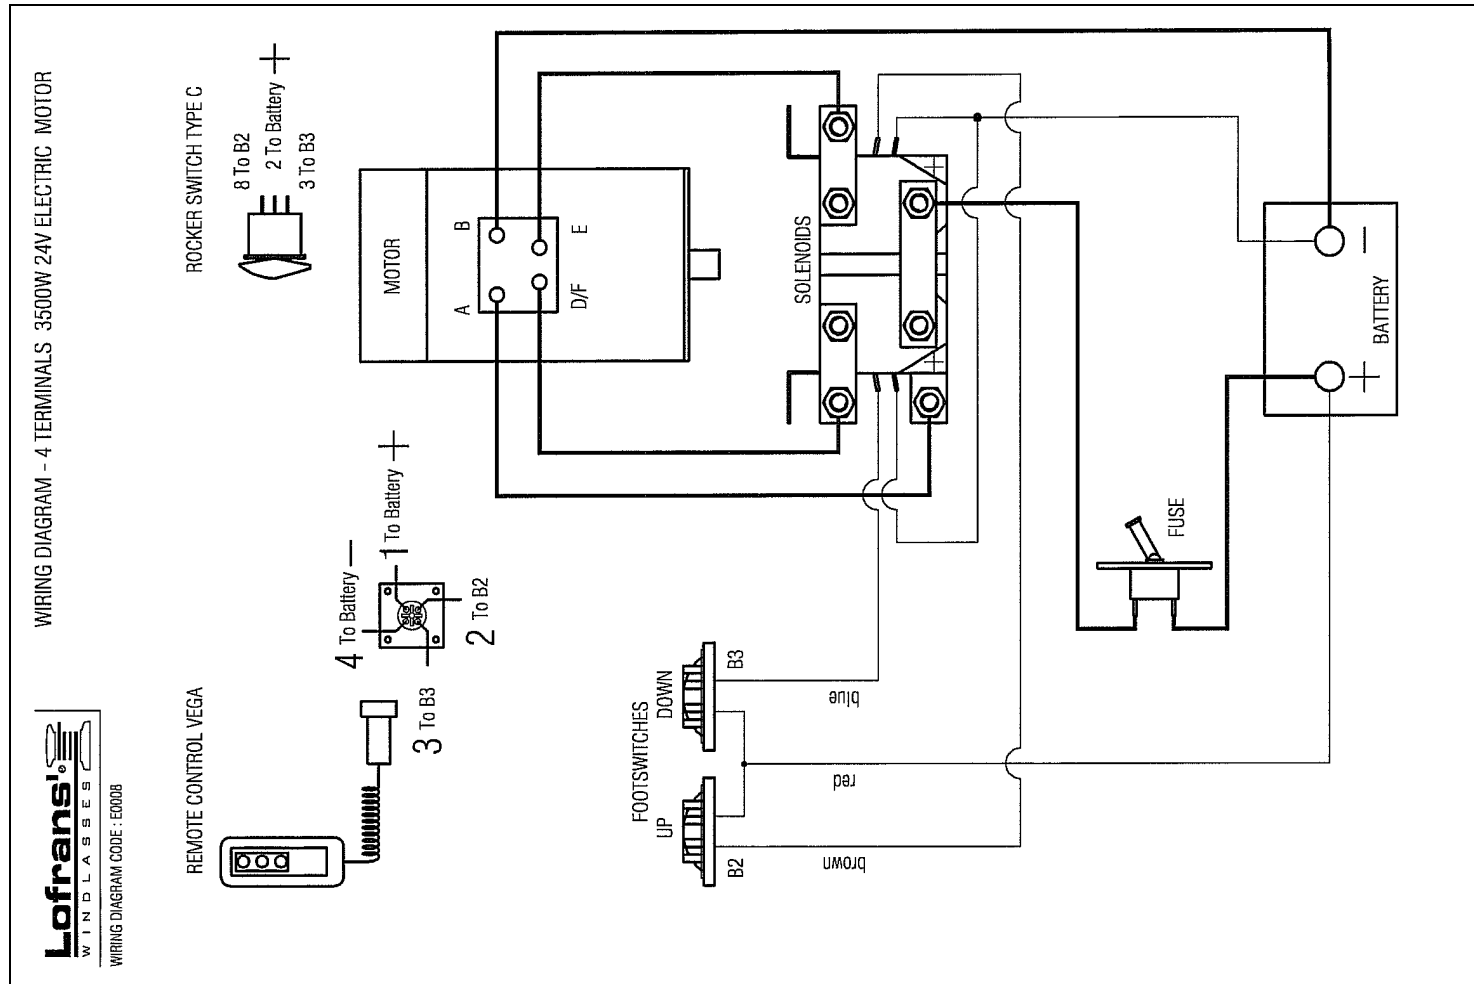 Lofrans'®
WINDLASSES
WIRING DIAGRAM CODE : E0008
WIRING DIAGRAM - 4 TERMINALS 3500W 24V ELECTRIC MOTOR
REMOTE CONTROL VEGA
4 To Battery −
1 To Battery +
3 To B3
2 To B2
ROCKER SWITCH TYPE C
8 To B2
2 To Battery +
3 To B3
MOTOR
A
B
D/F
E
FOOTSWITCHES
UP
DOWN
B2
B3
brown
red
blue
SOLENOIDS
+
+
FUSE
BATTERY
+
−